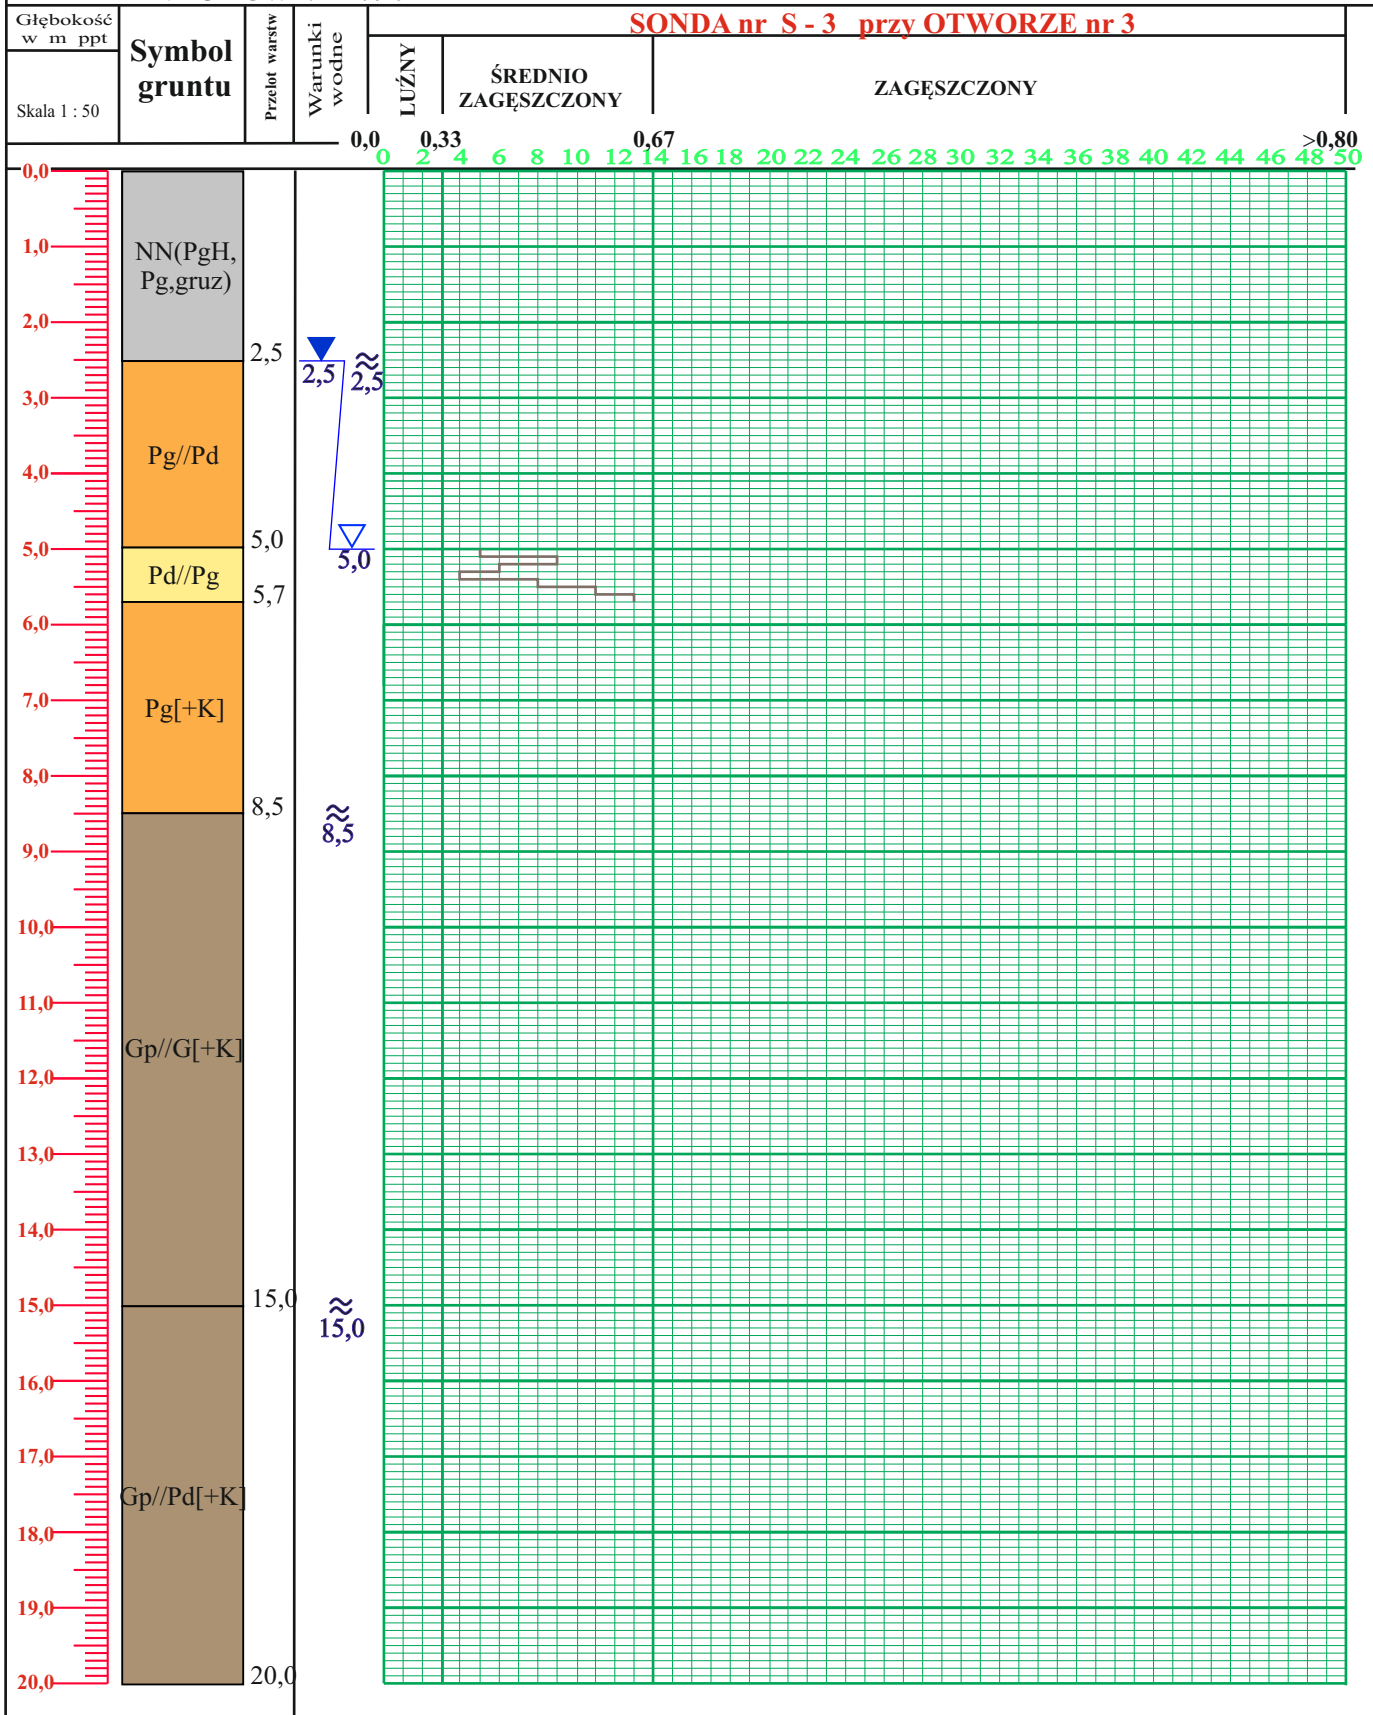 Głębokość
w m ppt
Skala 1 : 50
Symbol
gruntu
Przelot warstw
Warunki
wodne
SONDA nr S - 3 przy OTWORZE nr 3
LUŹNY
ŚREDNIO
ZAGĘSZCZONY
ZAGĘSZCZONY
0,0 0,33 0,67 >0,80
0 2 4 6 8 10 12 14 16 18 20 22 24 26 28 30 32 34 36 38 40 42 44 46 48 50
0,0
1,0
NN(PgH,
Pg,gruz)
2,0
2,5
2,5
2,5
3,0
Pg//Pd
4,0
5,0
5,0
5,0
Pd//Pg
5,7
6,0
7,0
Pg[+K]
8,0
8,5
8,5
9,0
10,0
11,0
Gp//G[+K]
12,0
13,0
14,0
15,0
15,0
15,0
16,0
17,0
Gp//Pd[+K]
18,0
19,0
20,0
20,0